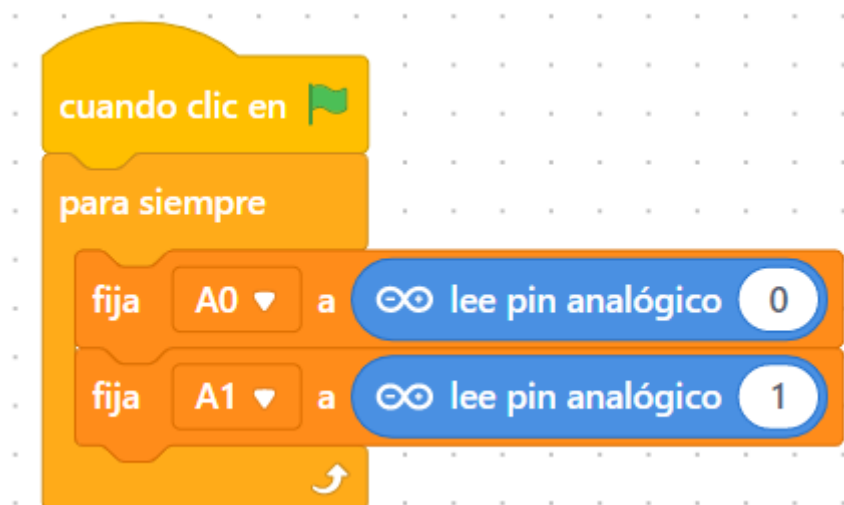 cuando clic en
para siempre
fija A0 a lee pin analógico 0
fija A1 a lee pin analógico 1